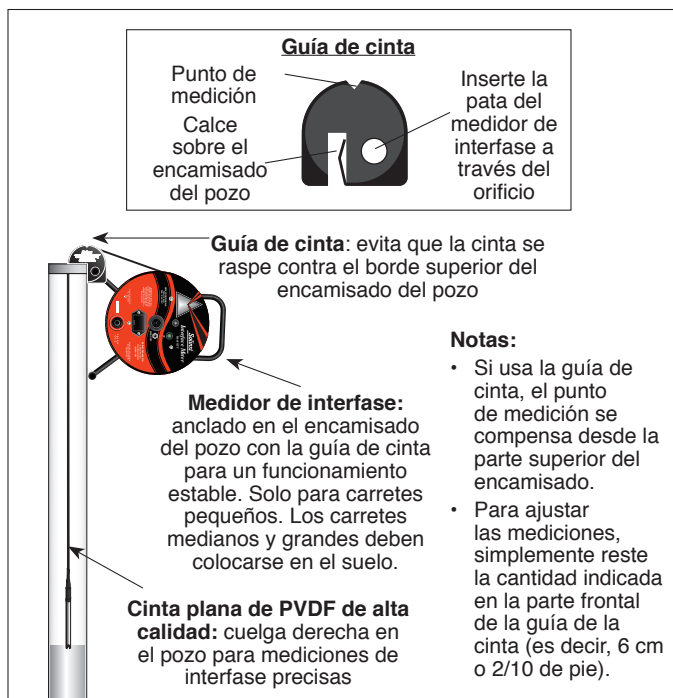 Guía de cinta
Punto de
medición
Calce
sobre el
encamisado
del pozo
Inserte la
pata del
medidor de
interfase a
través del
orificio
Guía de cinta: evita que la cinta se
raspe contra el borde superior del
encamisado del pozo
Solinst
Interface Meter
Medidor de interfase:
anclado en el encamisado
del pozo con la guía de cinta
para un funcionamiento
estable. Solo para carretes
pequeños. Los carretes
medianos y grandes deben
colocarse en el suelo.
Cinta plana de PVDF de alta
calidad: cuelga derecha en
el pozo para mediciones de
interfase precisas
Notas:
• Si usa la guía de
cinta, el punto
de medición se
compensa desde la
parte superior del
encamisado.
• Para ajustar
las mediciones,
simplemente reste
la cantidad indicada
en la parte frontal
de la guía de la
cinta (es decir, 6 cm
o 2/10 de pie).